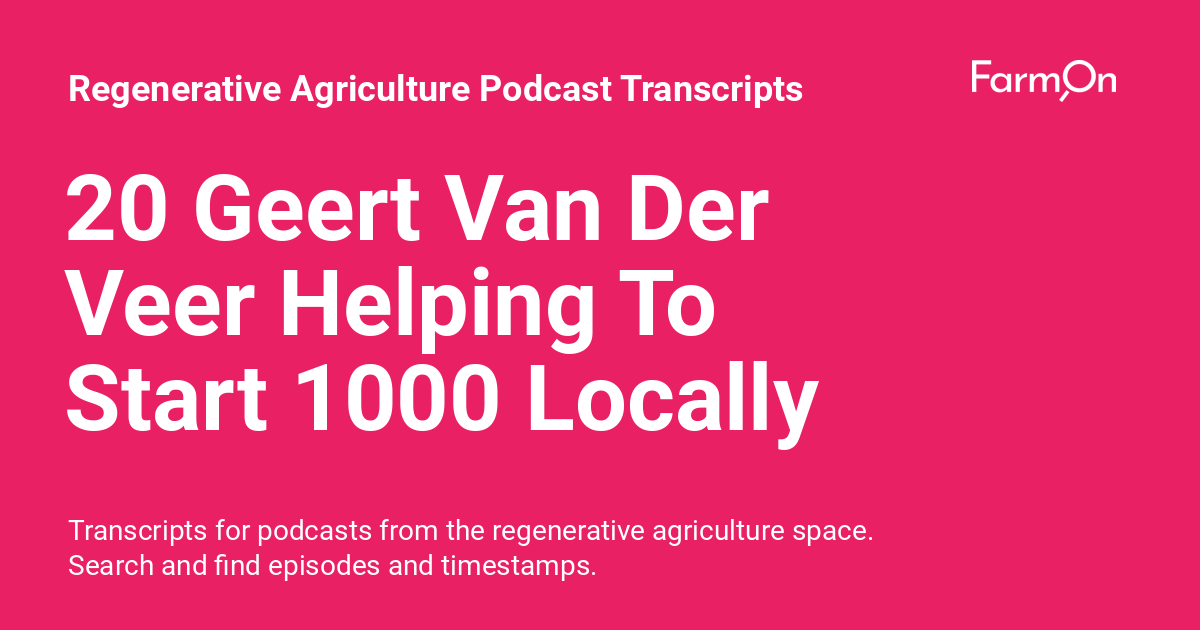 Regenerative Agriculture Podcast Transcripts
FarmOn
20 Geert Van Der
Veer Helping To
Start 1000 Locally
Transcripts for podcasts from the regenerative agriculture space.
Search and find episodes and timestamps.